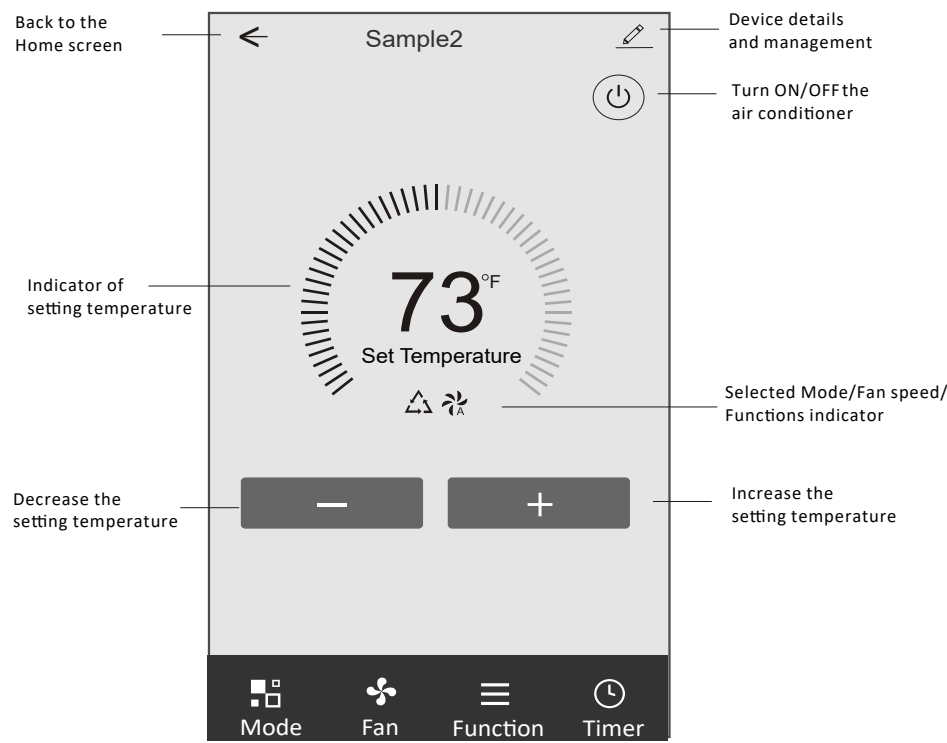 Back to the
Home screen
Sample2
Device details
and management
Turn ON/OFF the
air conditioner
Indicator of
setting temperature
73°F
Set Temperature
A
Selected Mode/Fan speed/
Functions indicator
Decrease the
setting temperature
−
+
Increase the
setting temperature
Mode Fan Function Timer